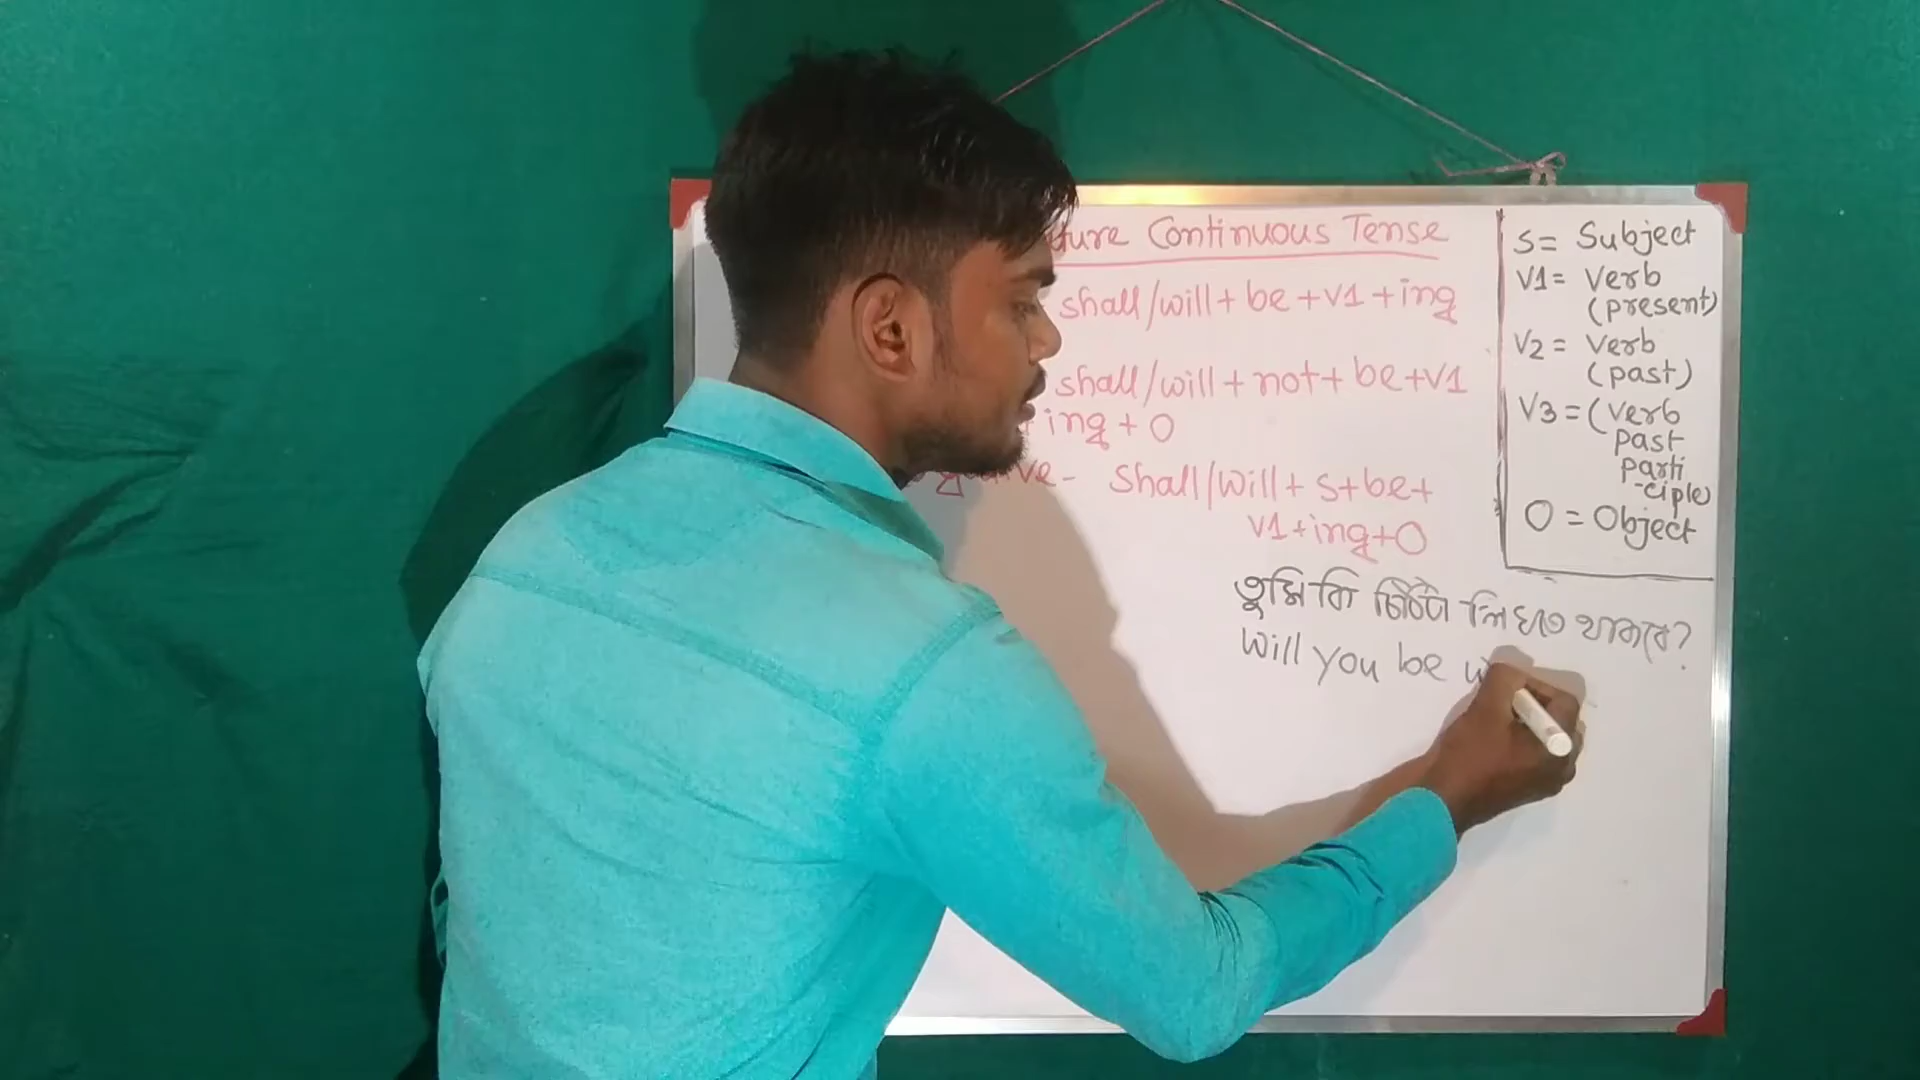 Continuous Tense
shall/will + be + V1 + ing
shall/will + not + be + V1
ing + O
Shall/will + S + be +
V1 + ing + O
তুমি কি চিঠিটা লিখতে থাকবে?
Will you be
S = Subject
V1 = Verb
(present)
V2 = Verb
(past)
V3 = (Verb
past
parti
-ciple)
O = Object